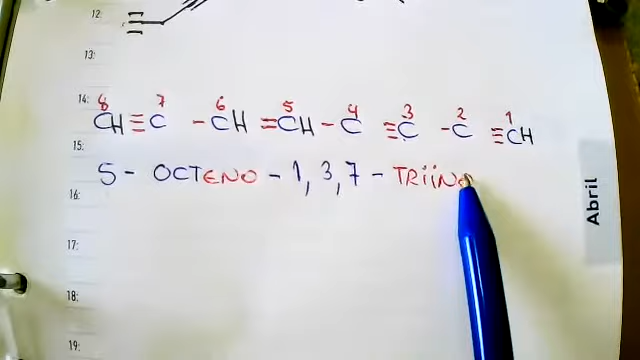 12:
13:
14:
8 7 6 5 4 3 2 1
CH≡C-CH=CH-C≡C-C≡CH
15:
5- OCTENO - 1,3,7 - TRiiNO
16:
17:
18:
19:
Abril